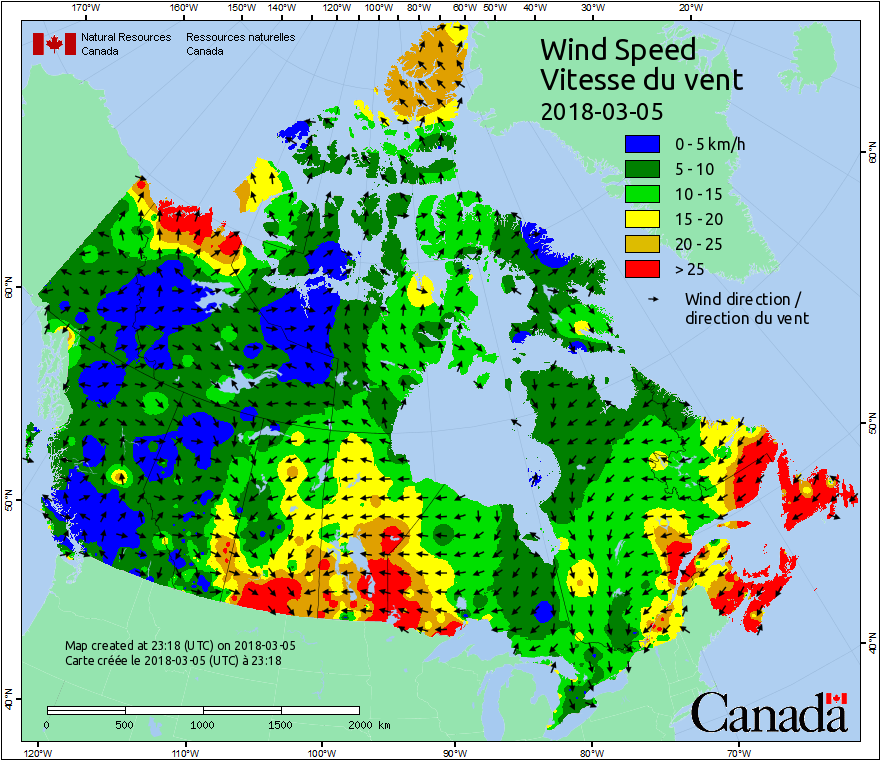 170°W 160°W 150°W 140°W 130°W 120°W 110°W 100°W 90°W 80°W 70°W 60°W 50°W 40°W 30°W 20°W
Natural Resources Ressources naturelles
Canada Canada
Wind Speed
Vitesse du vent
2018-03-05
0 - 5 km/h
5 - 10
10 - 15
15 - 20
20 - 25
> 25
Wind direction /
direction du vent
60°N
60°N
50°N
50°N
40°N
40°N
Map created at 23:18 (UTC) on 2018-03-05
Carte créée le 2018-03-05 (UTC) à 23:18
0 500 1000 1500 2000 km
Canada
120°W 110°W 100°W 90°W 80°W 70°W